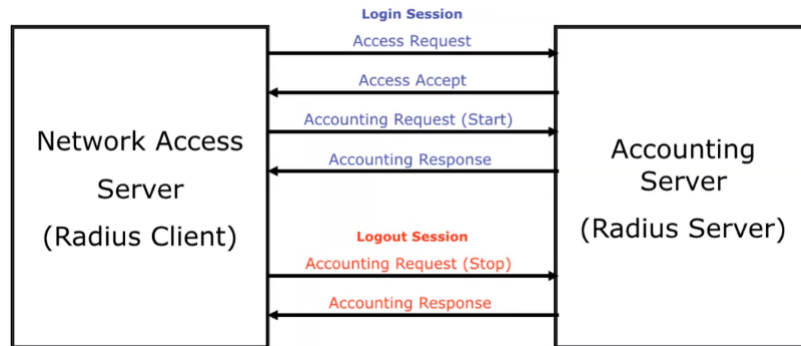 Login Session
Access Request
Access Accept
Accounting Request (Start)
Accounting Response
Network Access
Server
(Radius Client)
Accounting
Server
(Radius Server)
Logout Session
Accounting Request (Stop)
Accounting Response